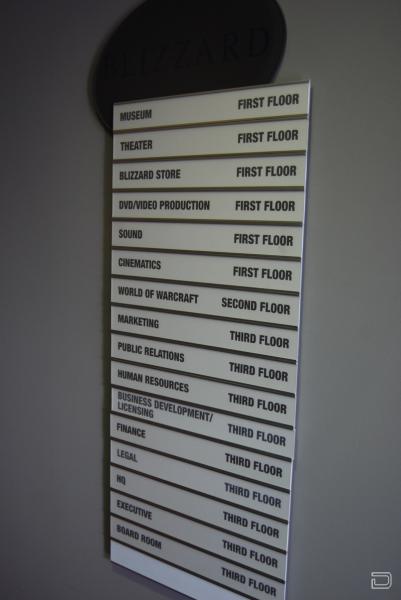 BLIZZARD
MUSEUM FIRST FLOOR
THEATER FIRST FLOOR
BLIZZARD STORE FIRST FLOOR
DVD/VIDEO PRODUCTION FIRST FLOOR
SOUND FIRST FLOOR
CINEMATICS FIRST FLOOR
WORLD OF WARCRAFT SECOND FLOOR
MARKETING THIRD FLOOR
PUBLIC RELATIONS THIRD FLOOR
HUMAN RESOURCES THIRD FLOOR
BUSINESS DEVELOPMENT/
LICENSING THIRD FLOOR
FINANCE THIRD FLOOR
LEGAL THIRD FLOOR
HQ THIRD FLOOR
EXECUTIVE THIRD FLOOR
BOARD ROOM THIRD FLOOR